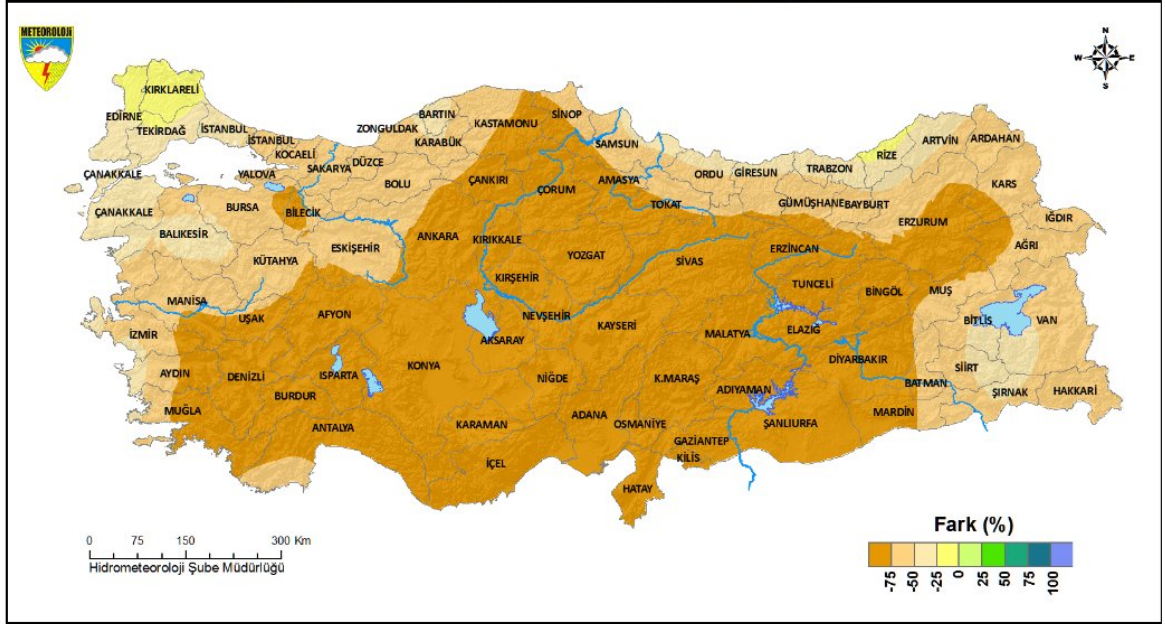 METEOROLOJİ
N
W E
S
KIRKLARELİ
EDİRNE
TEKİRDAĞ
İSTANBUL
İSTANBUL
KOCAELİ
YALOVA
SAKARYA
DÜZCE
ZONGULDAK
BARTIN
KARABÜK
KASTAMONU
SİNOP
SAMSUN
BOLU
ÇANKIRI
ÇORUM
AMASYA
TOKAT
ORDU
GİRESUN
TRABZON
RİZE
ARTVİN
ARDAHAN
KARS
GÜMÜŞHANE
BAYBURT
ERZURUM
IĞDIR
AĞRI
ÇANAKKALE
ÇANAKKALE
BALIKESİR
BURSA
BİLECİK
ESKİŞEHİR
KÜTAHYA
ANKARA
KIRIKKALE
YOZGAT
SİVAS
ERZİNCAN
TUNCELİ
BİNGÖL
MUŞ
BİTLİS
VAN
MANİSA
UŞAK
AFYON
KIRŞEHİR
NEVŞEHİR
KAYSERİ
MALATYA
ELAZIĞ
DİYARBAKIR
İZMİR
AKSARAY
KONYA
NİĞDE
K.MARAŞ
ADIYAMAN
BATMAN
SİİRT
ŞIRNAK
HAKKARİ
AYDIN
DENİZLİ
ISPARTA
BURDUR
MUĞLA
ANTALYA
KARAMAN
İÇEL
ADANA
OSMANİYE
GAZİANTEP
KİLİS
ŞANLIURFA
MARDİN
HATAY
0 75 150 300 Km
Hidrometeoroloji Şube Müdürlüğü
Fark (%)
-75 -50 -25 0 25 50 75 100